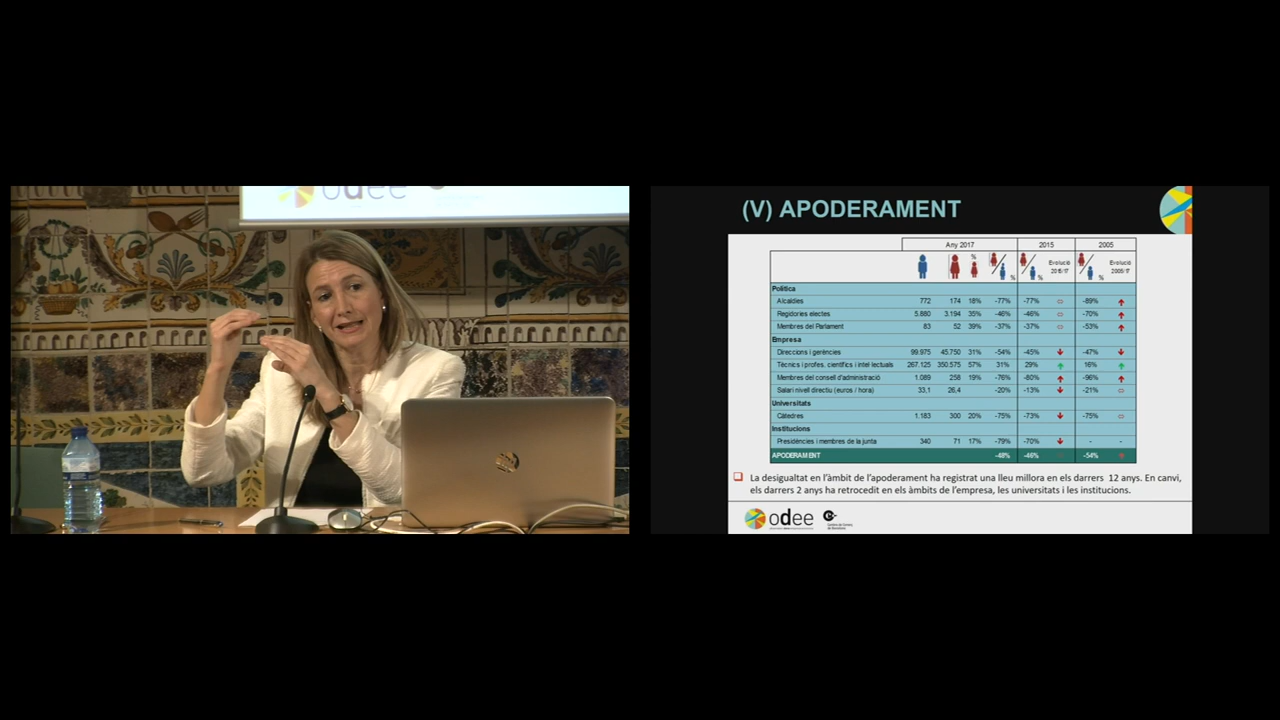 odee
(V) APODERAMENT
Any 2017 2015 2005
% % % Evolució %  Evolució
2015/17 2005/17
Política
Alcaldies 772 174 18% -77% -77% -89%
Regidories electes 5.880 3.194 35% -46% -46% -70%
Membres del Parlament 83 52 39% -37% -37% -53%
Empresa
Direccions i gerències 99.975 45.750 31% -54% -45% -47%
Tècnics i profes. científics i intel·lectuals 267.125 350.575 57% 31% 29% 16%
Membres del consell d'administració 1.089 258 19% -76% -80% -96%
Salari nivell directiu (euros / hora) 33,1 26,4 -20% -13% -21%
Universitats
Càtedres 1.183 300 20% -75% -73% -75%
Institucions
Presidències i membres de la junta 340 71 17% -79% -70% - -
APODERAMENT -48% -46% -54%
La desigualtat en l'àmbit de l'apoderament ha registrat una lleu millora en els darrers 12 anys. En canvi,
els darrers 2 anys ha retrocedit en els àmbits de l'empresa, les universitats i les institucions.
odee